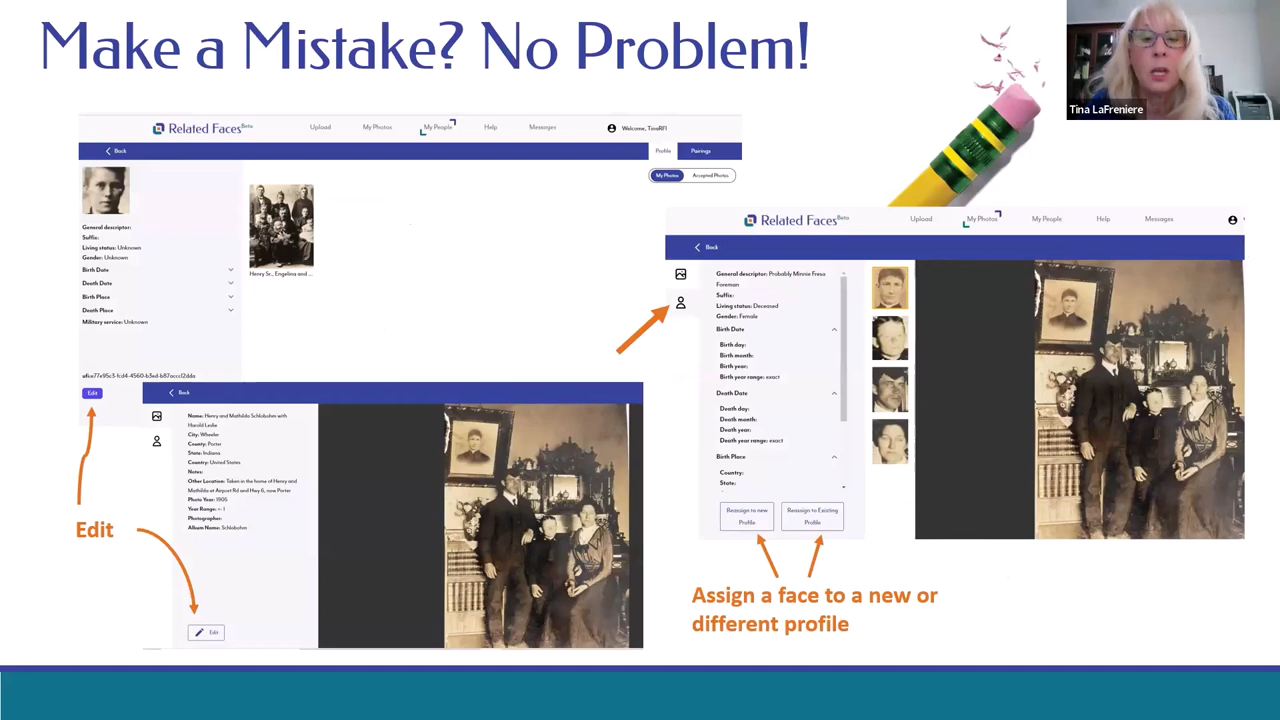 Make a Mistake? No Problem!
Tina LaFreniere
Related Faces Beta
Upload
My Photos
My People
Help
Messages
Welcome, TinaRF1
Back
Profile
Pairings
My Photos
Accepted Photos
General descriptor:
Suffix:
Living status: Unknown
Gender: Unknown
Birth Date
Death Date
Birth Place
Death Place
Military service: Unknown
Henry Sr., Engelina and ...
Edit
Back
Name: Henry and Mathilda Schlobohm with
Harold Leslie
City: Wheeler
County: Porter
State: Indiana
Country: United States
Notes:
Other Location: Taken in the home of Henry and
Mathilda at Airport Rd and Hwy 6, now Porter
Photo Year: 1905
Year Range: +- 1
Photographer:
Album Name: Schlobohm
Edit
Edit
Related Faces Beta
Upload
My Photos
My People
Help
Messages
Back
General descriptor: Probably Minnie Fresa
Foreman
Suffix:
Living status: Deceased
Gender: Female
Birth Date
Birth day:
Birth month:
Birth year:
Birth year range: exact
Death Date
Death day:
Death month:
Death year:
Death year range: exact
Birth Place
Country:
State:
Reassign to new
Profile
Reassign to Existing
Profile
Assign a face to a new or
different profile